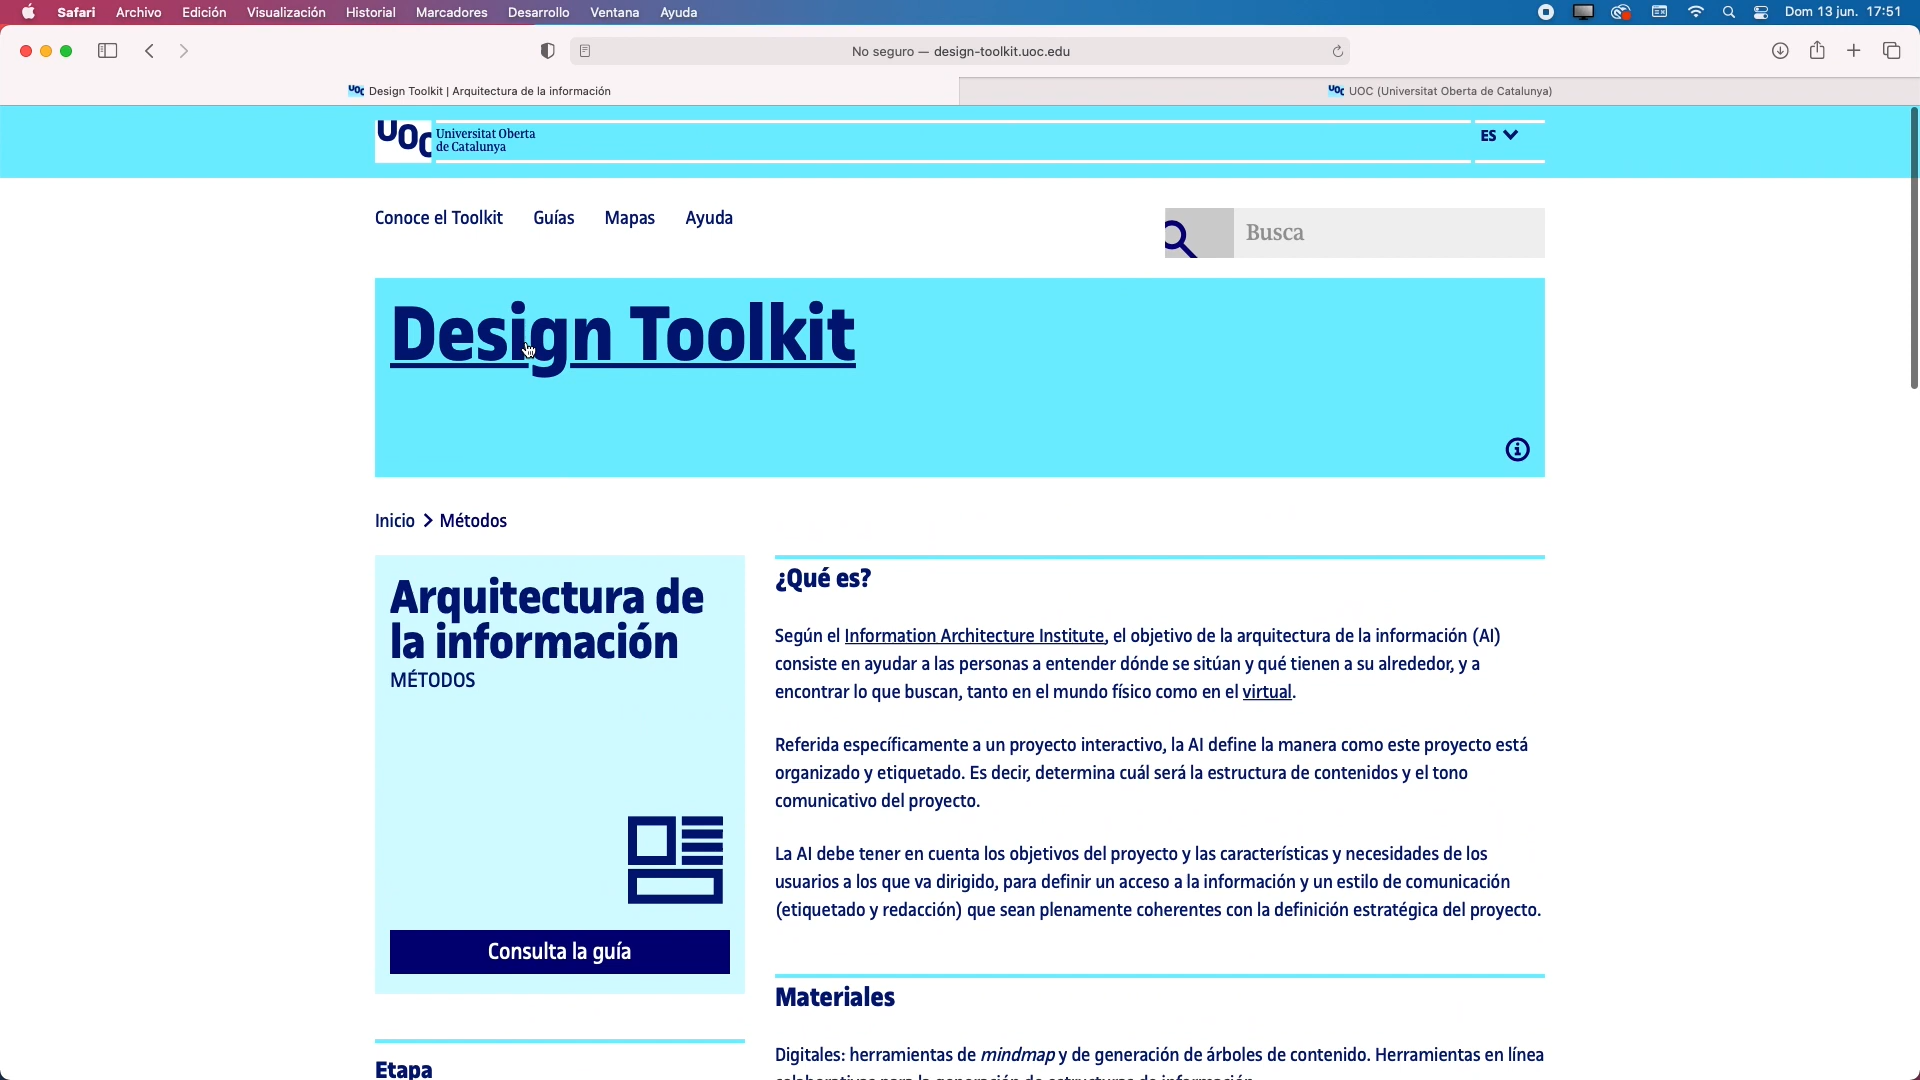 Safari Archivo Edición Visualización Historial Marcadores Desarrollo Ventana Ayuda
Dom 13 jun. 17:51
No seguro — design-toolkit.uoc.edu
UOC Design Toolkit | Arquitectura de la información
UOC UOC (Universitat Oberta de Catalunya)
UOC
Universitat Oberta
de Catalunya
ES
Conoce el Toolkit Guías Mapas Ayuda
Busca
Design Toolkit
Inicio > Métodos
Arquitectura de
la información
MÉTODOS
Consulta la guía
Etapa
¿Qué es?
Según el Information Architecture Institute, el objetivo de la arquitectura de la información (AI)
consiste en ayudar a las personas a entender dónde se sitúan y qué tienen a su alrededor, y a
encontrar lo que buscan, tanto en el mundo físico como en el virtual.
Referida específicamente a un proyecto interactivo, la AI define la manera como este proyecto está
organizado y etiquetado. Es decir, determina cuál será la estructura de contenidos y el tono
comunicativo del proyecto.
La AI debe tener en cuenta los objetivos del proyecto y las características y necesidades de los
usuarios a los que va dirigido, para definir un acceso a la información y un estilo de comunicación
(etiquetado y redacción) que sean plenamente coherentes con la definición estratégica del proyecto.
Materiales
Digitales: herramientas de mindmap y de generación de árboles de contenido. Herramientas en línea